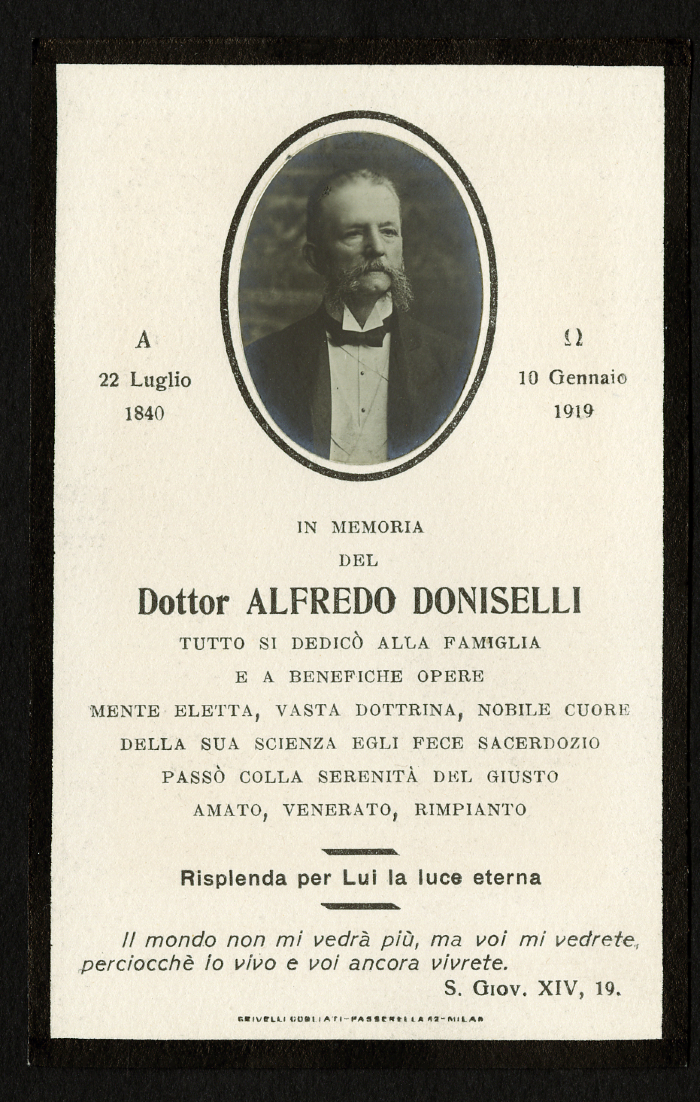 A
22 Luglio
1840
Ω
10 Gennaio
1919
IN MEMORIA
DEL
Dottor ALFREDO DONISELLI
TUTTO SI DEDICÒ ALLA FAMIGLIA
E A BENEFICHE OPERE
MENTE ELETTA, VASTA DOTTRINA, NOBILE CUORE
DELLA SUA SCIENZA EGLI FECE SACERDOZIO
PASSÒ COLLA SERENITÀ DEL GIUSTO
AMATO, VENERATO, RIMPIANTO
Risplenda per Lui la luce eterna
Il mondo non mi vedrà più, ma voi mi vedrete,
perciocchè Io vivo e voi ancora vivrete.
S. Giov. XIV, 19.